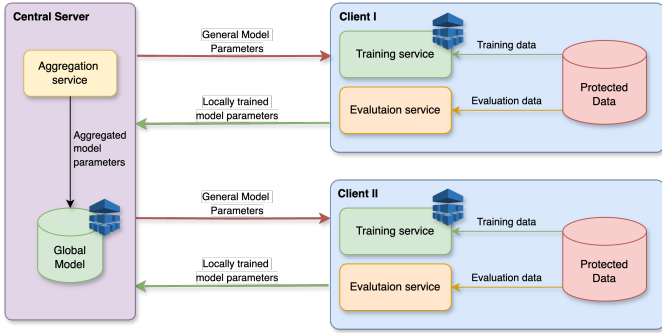 Central Server
Aggregation
service
Aggregated
model
parameters
Global
Model
General Model
Parameters
Locally trained
model parameters
General Model
Parameters
Locally trained
model parameters
Client I
Training service
Evalutaion service
Training data
Evaluation data
Protected
Data
Client II
Training service
Evalutaion service
Training data
Evaluation data
Protected
Data